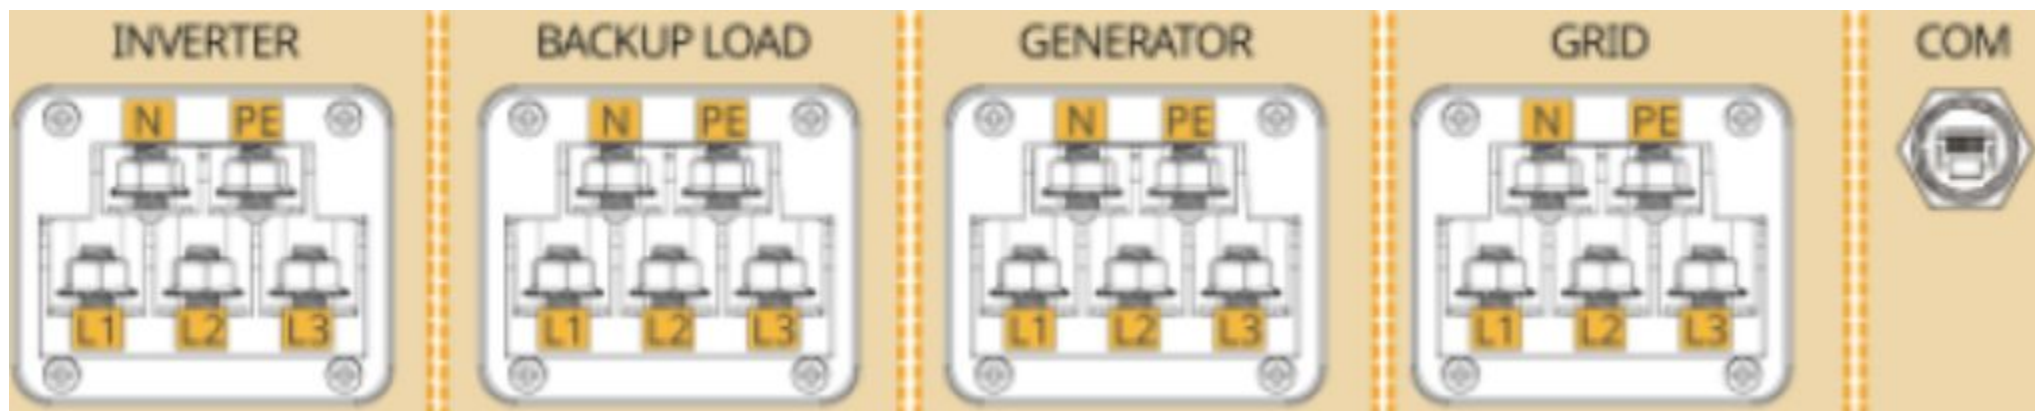 INVERTER BACKUP LOAD GENERATOR GRID COM
N PE N PE N PE N PE
L1 L2 L3 L1 L2 L3 L1 L2 L3 L1 L2 L3